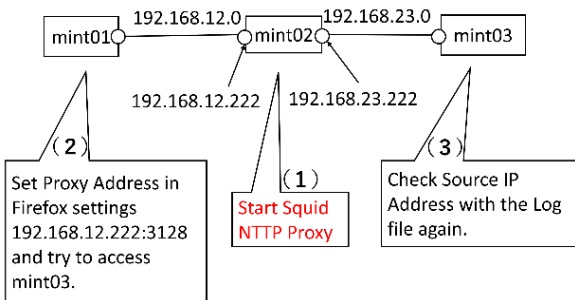 192.168.12.0
192.168.23.0
mint01
mint02
mint03
192.168.12.222
192.168.23.222
(2)
Set Proxy Address in
Firefox settings
192.168.12.222:3128
and try to access
mint03.
(1)
Start Squid
NTTP Proxy
(3)
Check Source IP
Address with the Log
file again.